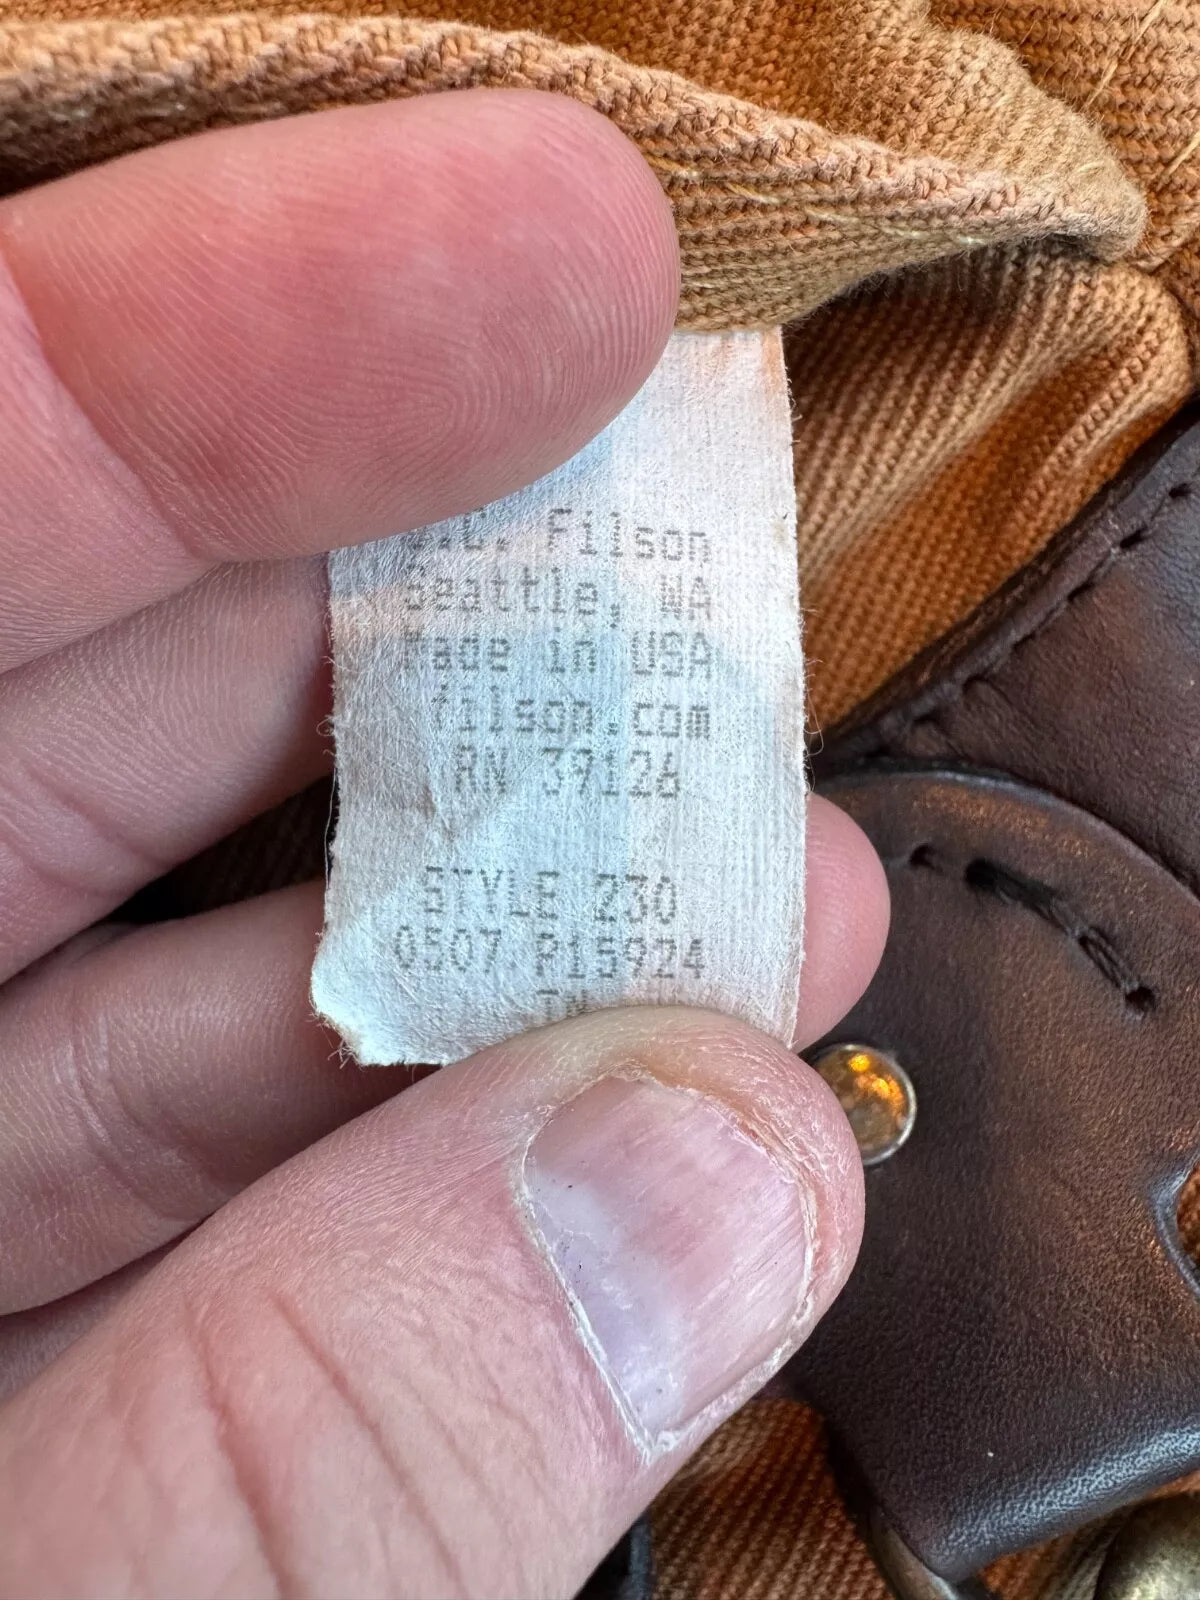 Filson
Seattle, WA
Made in USA
filson.com
RN 39126
STYLE 230
0507 P15924